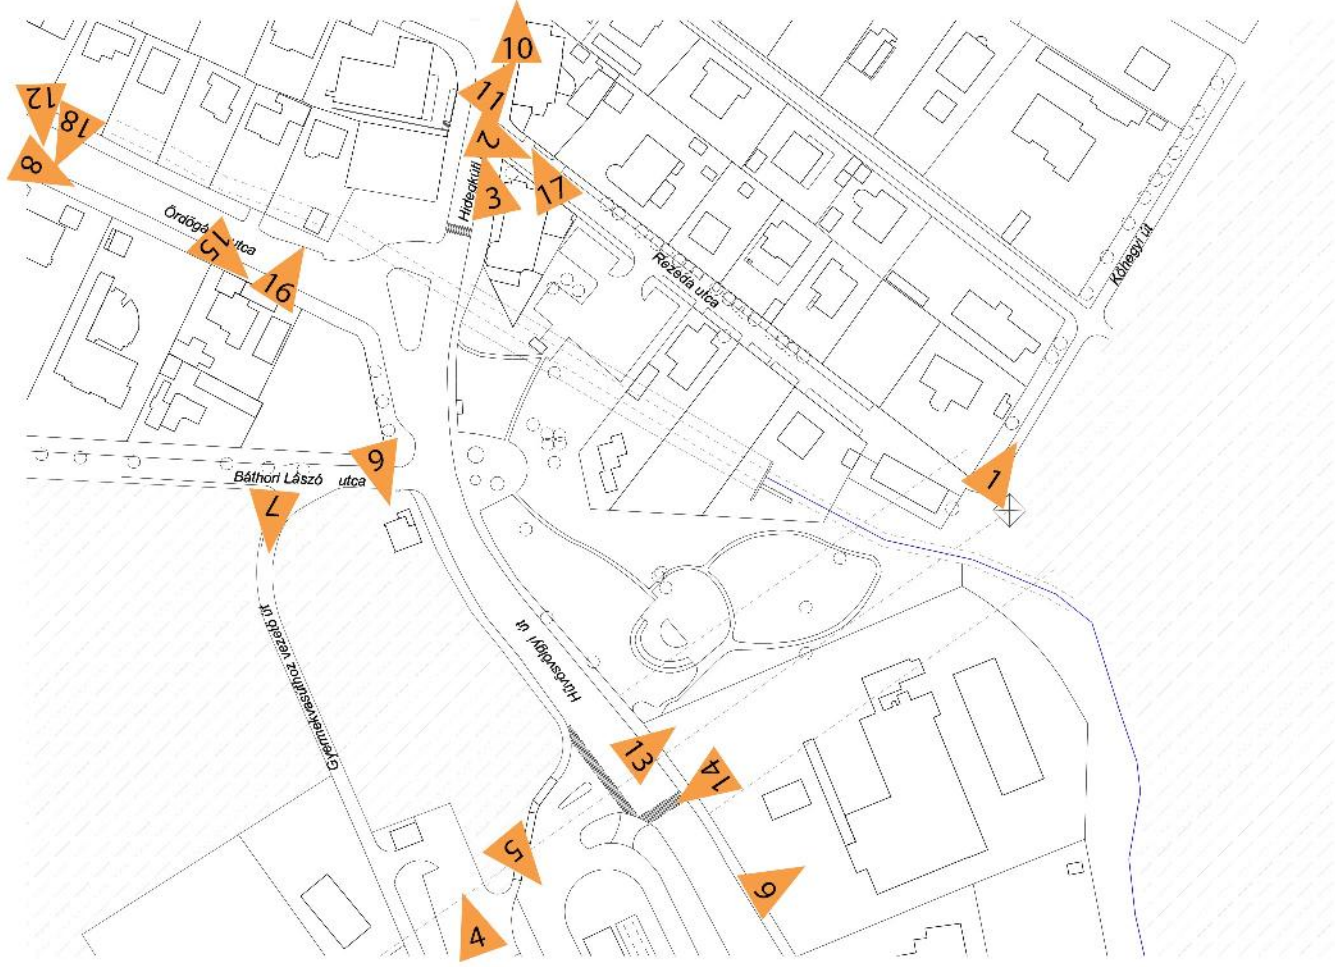 10
11
12
18
8
2
3
17
Hidegkúti
Ördögá utca
15
16
Rezeda utca
Kőhegyi út
9
1
Báthori László utca
7
Gyermekvasúthoz vezető út
Hűvösvölgyi út
13
14
5
6
4